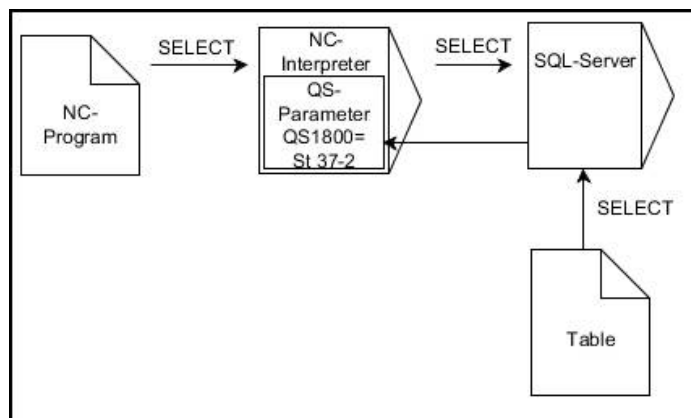 SELECT
NC-
Program
NC-
Interpreter
QS-
Parameter
QS1800=
St 37-2
SELECT
SQL-Server
SELECT
Table